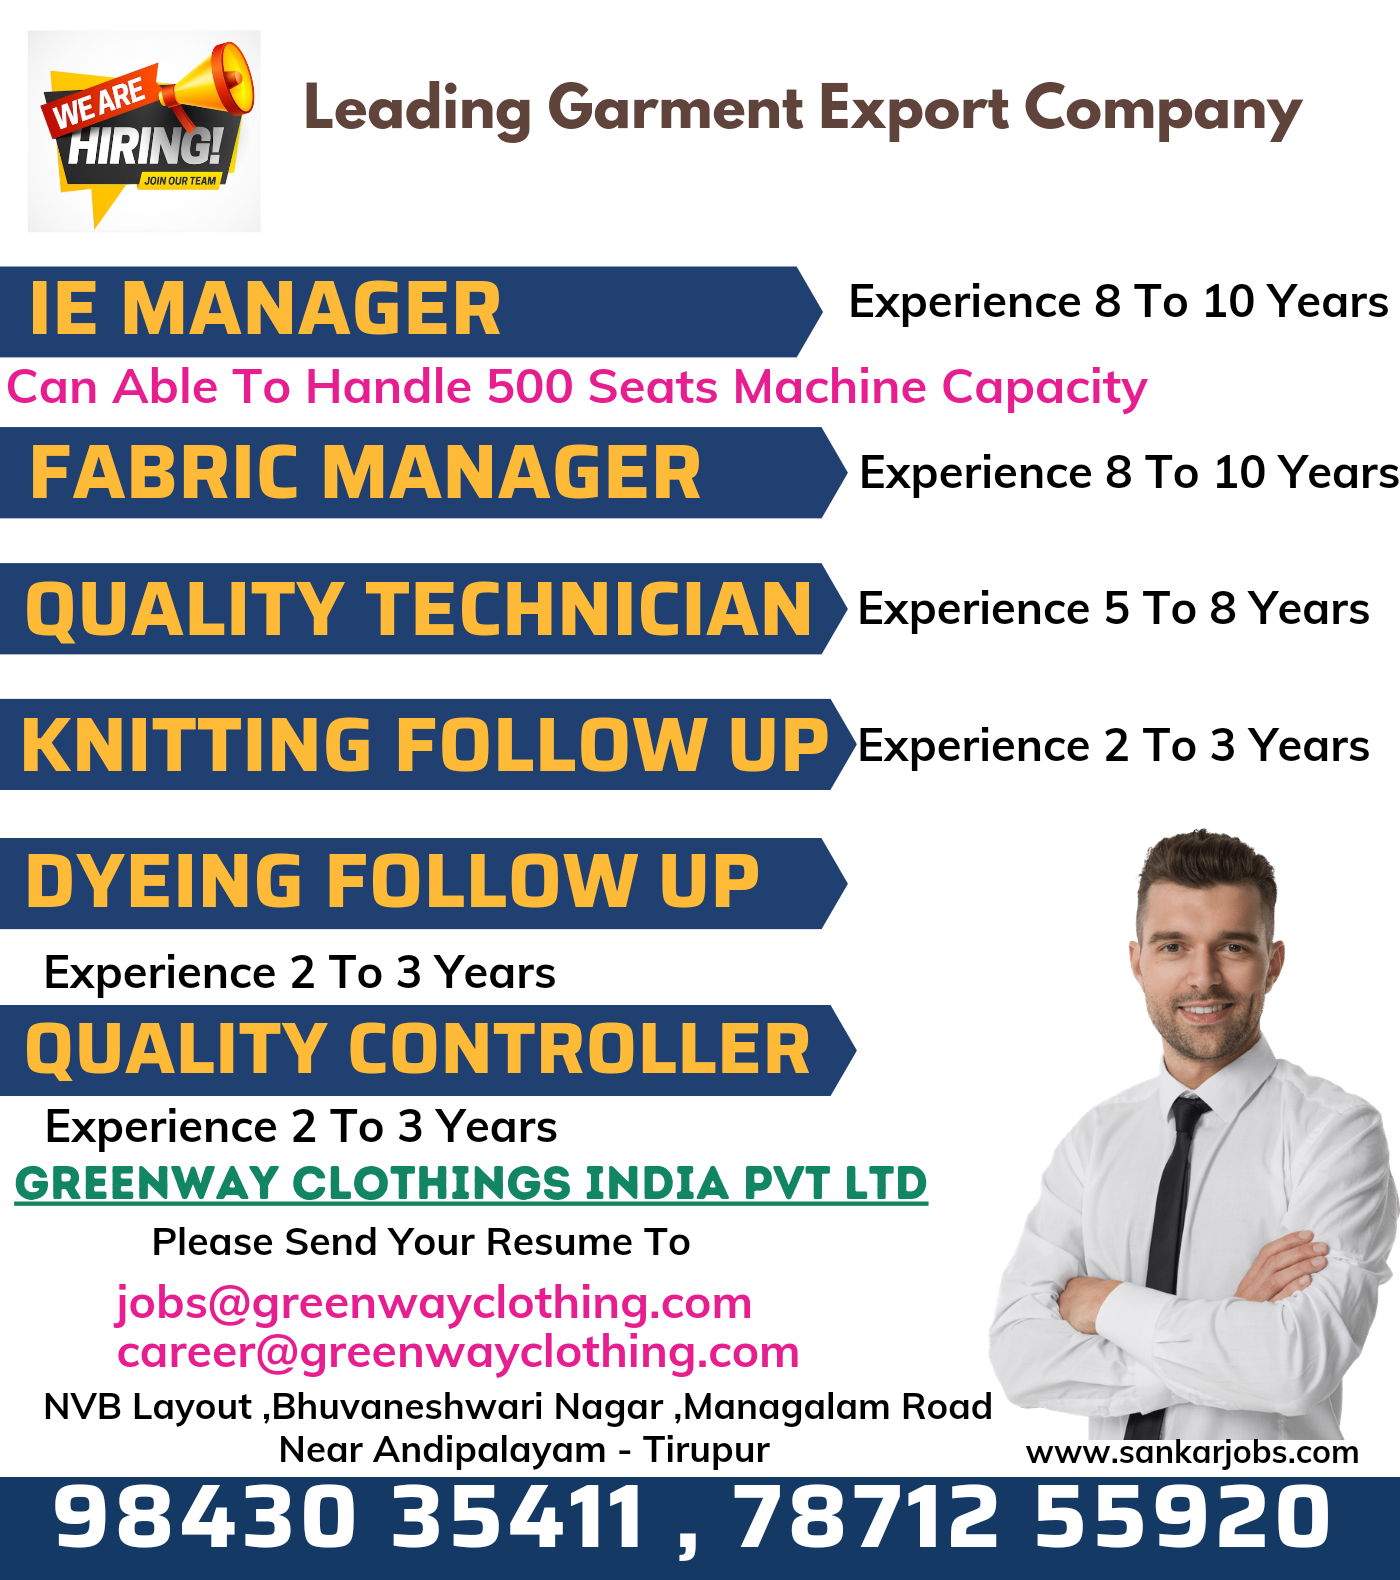 WE ARE
HIRING!
JOIN OUR TEAM
Leading Garment Export Company
IE MANAGER
Experience 8 To 10 Years
Can Able To Handle 500 Seats Machine Capacity
FABRIC MANAGER
Experience 8 To 10 Years
QUALITY TECHNICIAN
Experience 5 To 8 Years
KNITTING FOLLOW UP
Experience 2 To 3 Years
DYEING FOLLOW UP
Experience 2 To 3 Years
QUALITY CONTROLLER
Experience 2 To 3 Years
GREENWAY CLOTHINGS INDIA PVT LTD
Please Send Your Resume To
jobs@greenwayclothing.com
career@greenwayclothing.com
NVB Layout ,Bhuvaneshwari Nagar ,Managalam Road
Near Andipalayam - Tirupur
www.sankarjobs.com
98430 35411 , 78712 55920